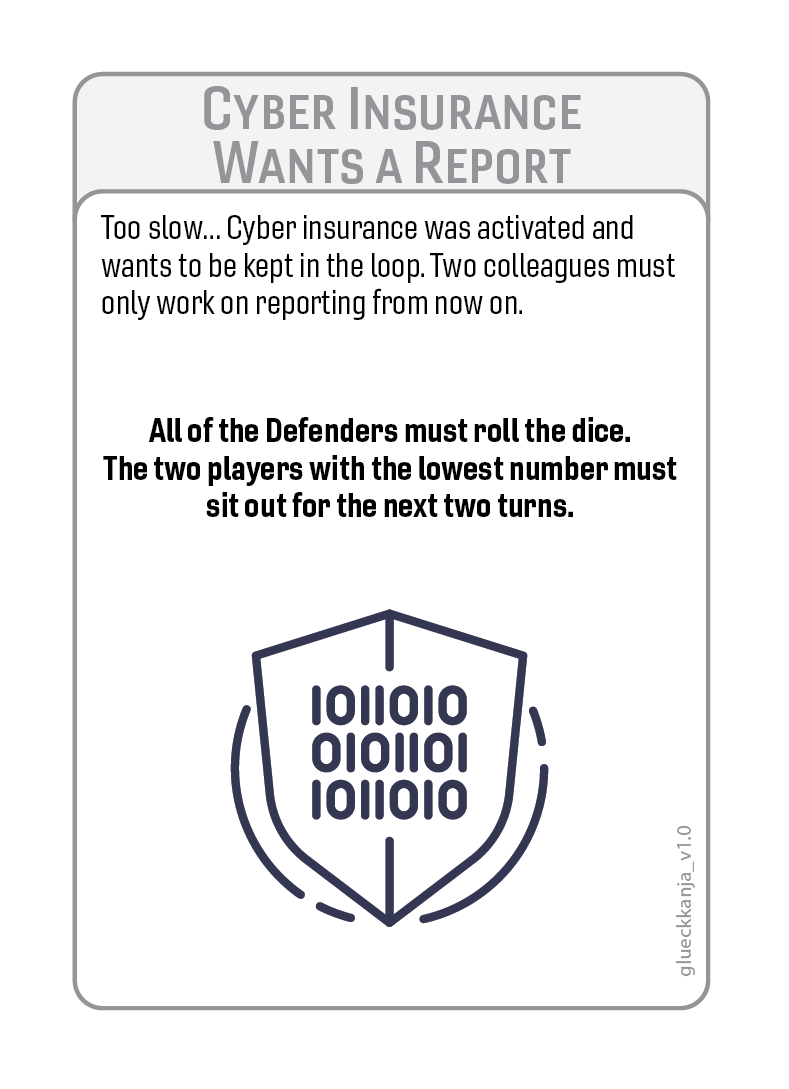 Cyber Insurance
Wants a Report
Too slow... Cyber insurance was activated and
wants to be kept in the loop. Two colleagues must
only work on reporting from now on.
All of the Defenders must roll the dice.
The two players with the lowest number must
sit out for the next two turns.
1011010
0101101
1011010
glueckkanja_v1.0